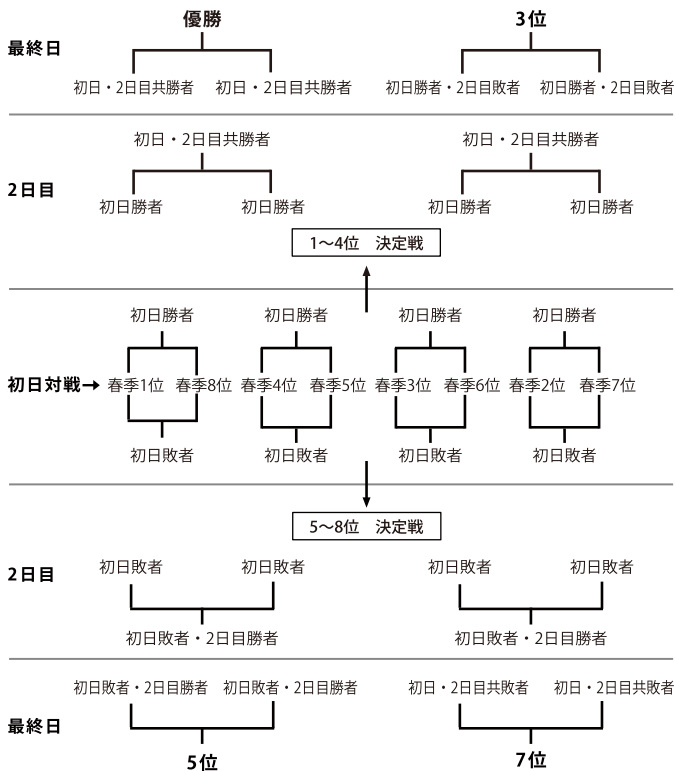 優勝 3位
最終日
初日・2日目共勝者 初日・2日目共勝者 初日勝者・2日目敗者 初日勝者・2日目敗者
初日・2日目共勝者 初日・2日目共勝者
2日目
初日勝者 初日勝者 初日勝者 初日勝者
1〜4位 決定戦
初日勝者 初日勝者 初日勝者 初日勝者
初日対戦→ 春季1位 春季8位 春季4位 春季5位 春季3位 春季6位 春季2位 春季7位
初日敗者 初日敗者 初日敗者 初日敗者
5〜8位 決定戦
初日敗者 初日敗者 初日敗者 初日敗者
2日目
初日敗者・2日目勝者 初日敗者・2日目勝者
初日敗者・2日目勝者 初日敗者・2日目勝者 初日・2日目共敗者 初日・2日目共敗者
最終日
5位 7位